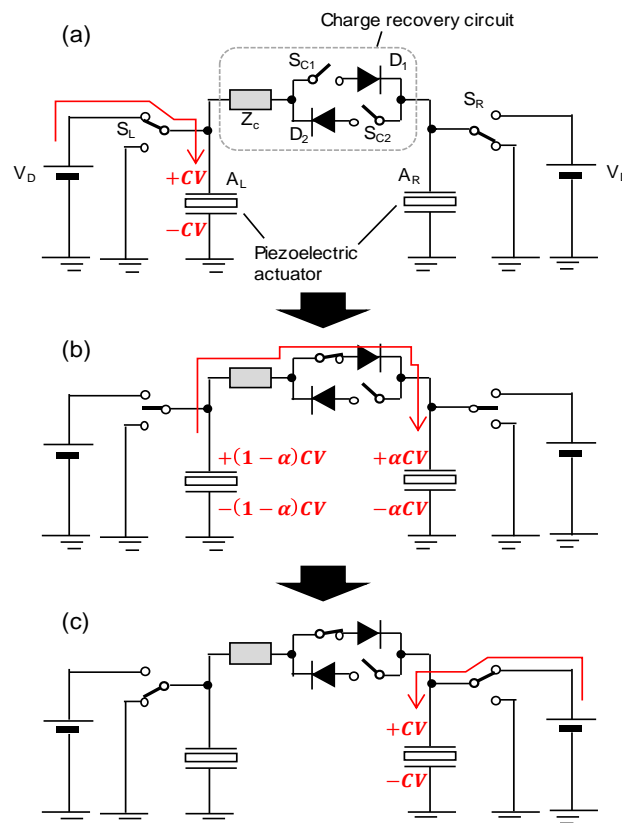 Charge recovery circuit
(a)
S_C1
D_1
S_L
Z_c
D_2
S_C2
S_R
V_D
+CV
A_L
A_R
V_D
−CV
Piezoelectric
actuator
(b)
+(1 − α)CV
+αCV
−(1 − α)CV
−αCV
(c)
+CV
−CV